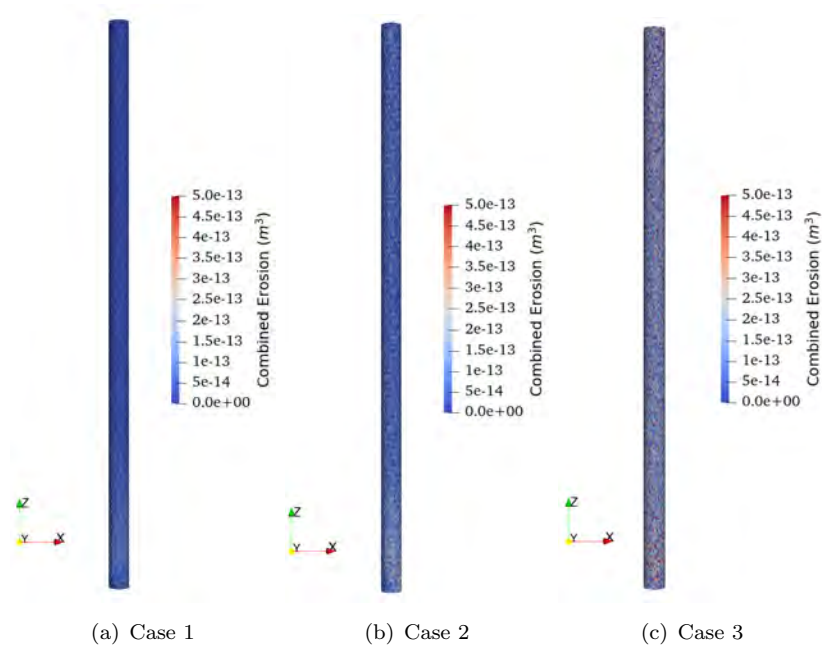 5.0e-13
4.5e-13
4e-13
3.5e-13
3e-13
2.5e-13
2e-13
1.5e-13
1e-13
5e-14
0.0e+00
Combined Erosion (m³)
Z
Y
X
(a) Case 1
5.0e-13
4.5e-13
4e-13
3.5e-13
3e-13
2.5e-13
2e-13
1.5e-13
1e-13
5e-14
0.0e+00
Combined Erosion (m³)
Z
Y
X
(b) Case 2
5.0e-13
4.5e-13
4e-13
3.5e-13
3e-13
2.5e-13
2e-13
1.5e-13
1e-13
5e-14
0.0e+00
Combined Erosion (m³)
Z
Y
X
(c) Case 3